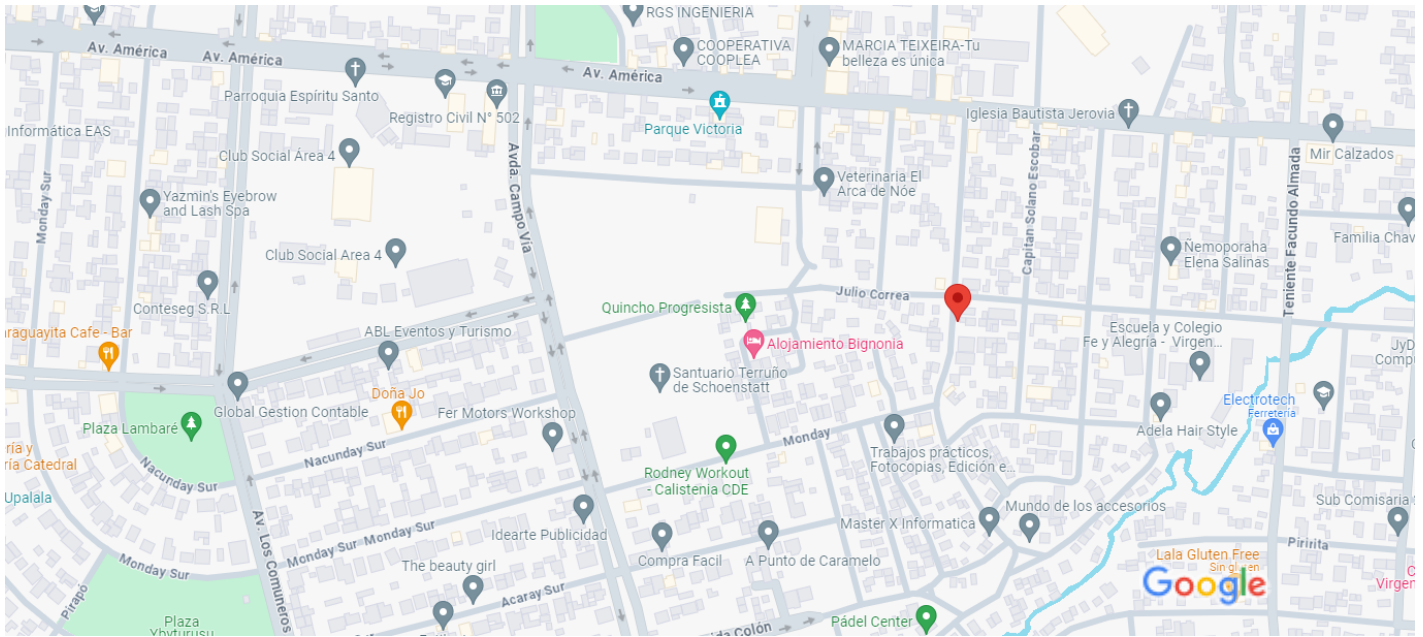 RGS INGENIERIA
Av. América
Av. América
Av. América
COOPERATIVA
COOPLEA
MARCIA TEIXEIRA-Tu
belleza es única
Parroquia Espíritu Santo
Registro Civil N° 502
Parque Victoria
Iglesia Bautista Jerovia
Informática EAS
Club Social Área 4
Avda. Campo Vía
Veterinaria El
Arca de Nóe
Capitan Solano Escobar
Teniente Facundo Almada
Mir Calzados
Monday Sur
Yazmin's Eyebrow
and Lash Spa
Club Social Area 4
Ñemoporaha
Elena Salinas
Familia Chav
Conteseg S.R.L
Quincho Progresista
Julio Correa
araguayita Cafe - Bar
ABL Eventos y Turismo
Alojamiento Bignonia
Escuela y Colegio
Fe y Alegría - Virgen...
JyD
Comp
Santuario Terruño
de Schoenstatt
Doña Jo
Global Gestion Contable
Fer Motors Workshop
Electrotech
Ferretería
Plaza Lambaré
Adela Hair Style
Monday
ría y
ría Catedral
Nacunday Sur
Nacunday Sur
Trabajos prácticos,
Fotocopias, Edición e...
Rodney Workout
- Calistenia CDE
Upalala
Av. Los Comuneros
Monday Sur
Monday Sur
Idearte Publicidad
Master X Informatica
Mundo de los accesorios
Sub Comisaria
Monday Sur
Compra Facil
A Punto de Caramelo
Piririta
Lala Gluten Free
The beauty girl
Acaray Sur
Google
Virgen
Pirapo
Plaza
Ybyturusu
Pádel Center
ida Colón